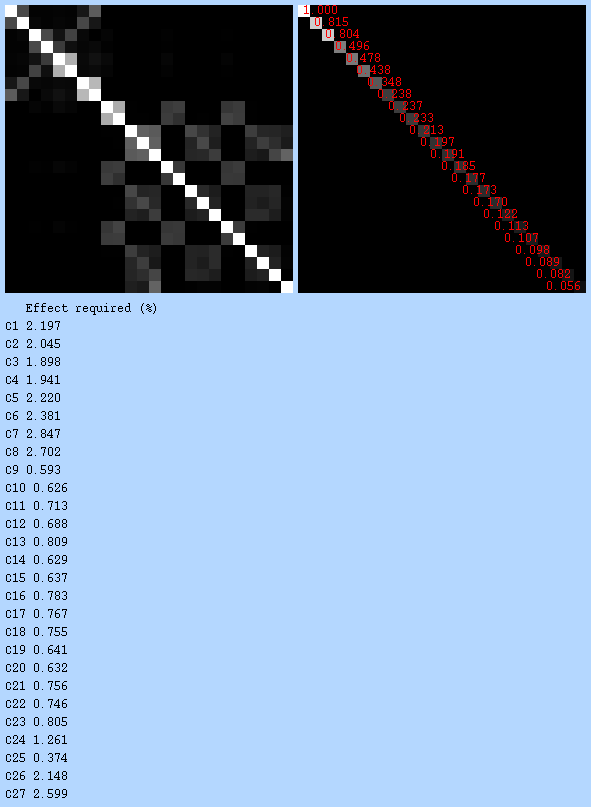 1.000
0.815
0.804
0.496
0.478
0.438
0.348
0.238
0.237
0.233
0.213
0.197
0.191
0.185
0.177
0.173
0.170
0.122
0.113
0.107
0.098
0.089
0.082
0.056
Effect required (%)
C1 2.197
C2 2.045
C3 1.898
C4 1.941
C5 2.220
C6 2.381
C7 2.847
C8 2.702
C9 0.593
C10 0.626
C11 0.713
C12 0.688
C13 0.809
C14 0.629
C15 0.637
C16 0.783
C17 0.767
C18 0.755
C19 0.641
C20 0.632
C21 0.756
C22 0.746
C23 0.805
C24 1.261
C25 0.374
C26 2.148
C27 2.599